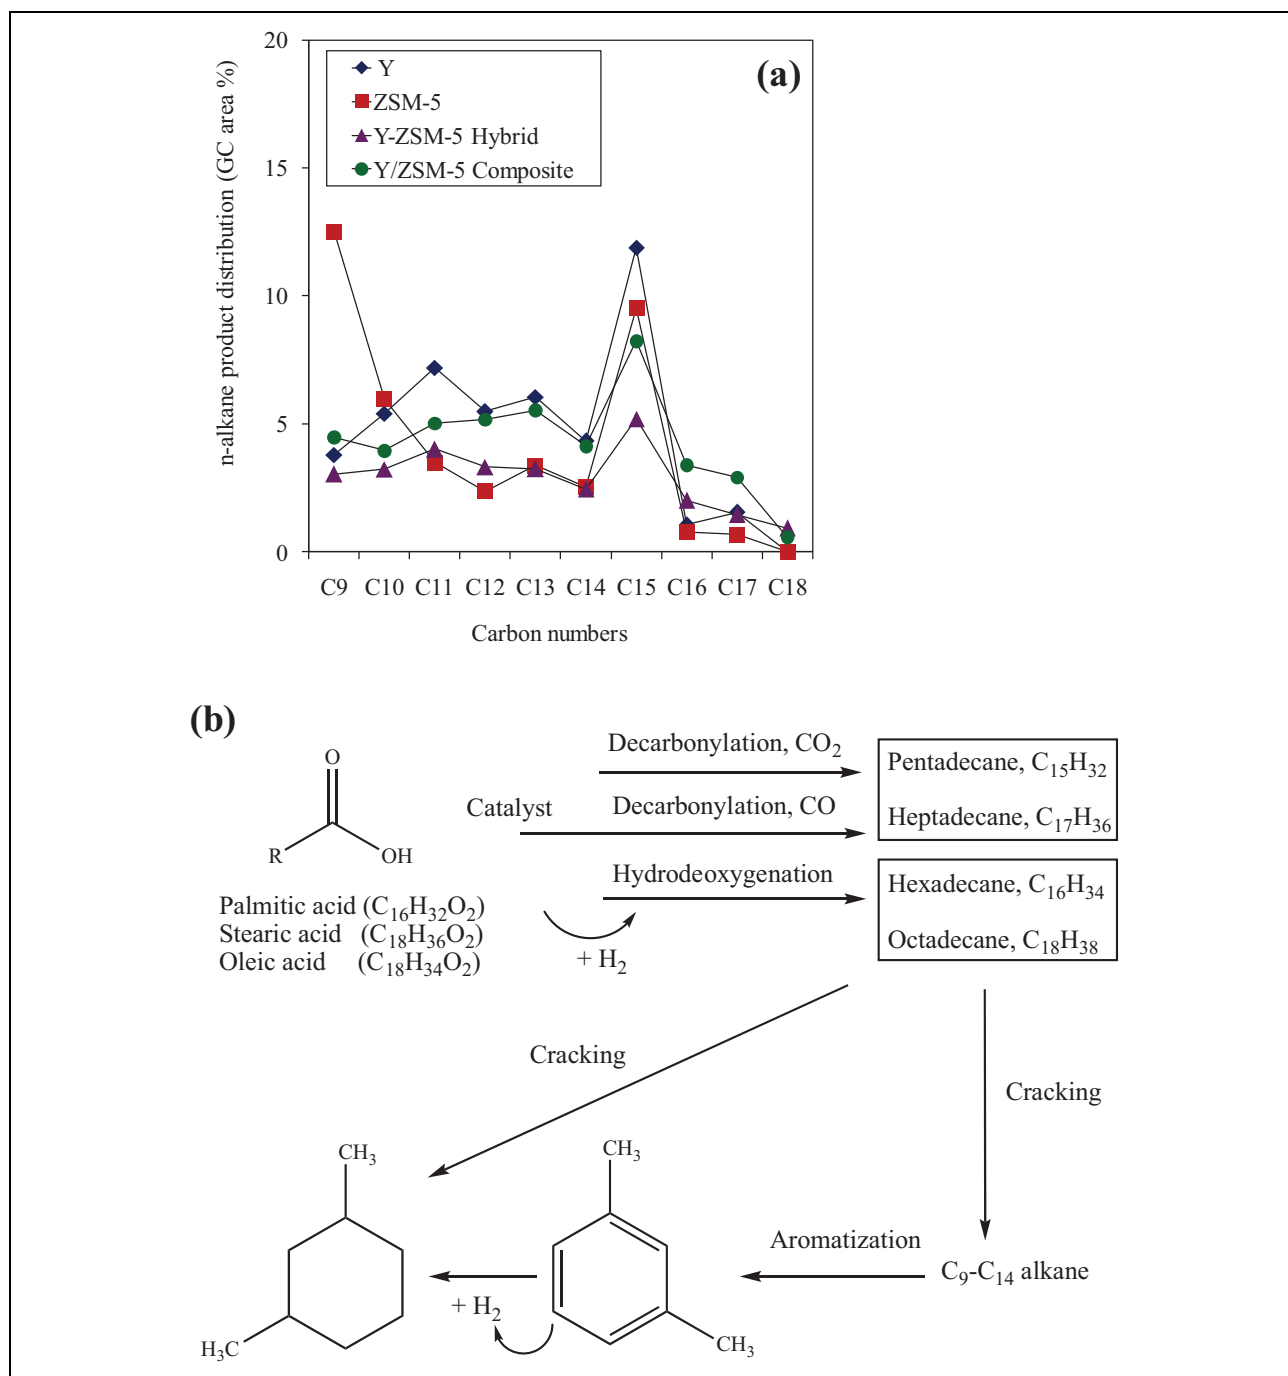 (a)
n-alkane product distribution (GC area %)
20
15
10
5
0
Y
ZSM-5
Y-ZSM-5 Hybrid
Y/ZSM-5 Composite
C9 C10 C11 C12 C13 C14 C15 C16 C17 C18
Carbon numbers
(b)
O
R
OH
Palmitic acid (C16H32O2)
Stearic acid (C18H36O2)
Oleic acid (C18H34O2)
Catalyst
Decarbonylation, CO2
Decarbonylation, CO
Hydrodeoxygenation
+ H2
Pentadecane, C15H32
Heptadecane, C17H36
Hexadecane, C16H34
Octadecane, C18H38
Cracking
Cracking
CH3
H3C
+ H2
CH3
CH3
Aromatization
C9-C14 alkane